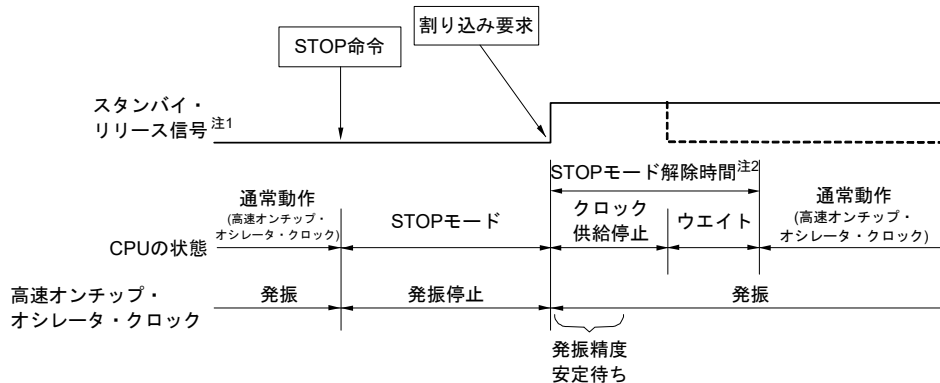 割り込み要求
STOP命令
スタンバイ・
リリース信号注1
STOPモード解除時間注2
通常動作
(高速オンチップ・
オシレータ・クロック)
STOPモード
クロック
供給停止
ウエイト
通常動作
(高速オンチップ・
オシレータ・クロック)
CPUの状態
高速オンチップ・
オシレータ・クロック
発振
発振停止
発振
発振精度
安定待ち